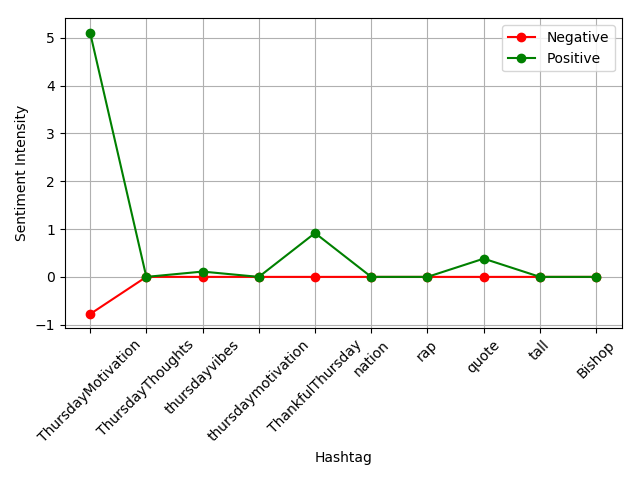 Negative
Positive
5
4
3
2
1
0
−1
Sentiment Intensity
ThursdayMotivation
ThursdayThoughts
thursdayvibes
thursdaymotivation
ThankfulThursday
nation
rap
quote
tall
Bishop
Hashtag